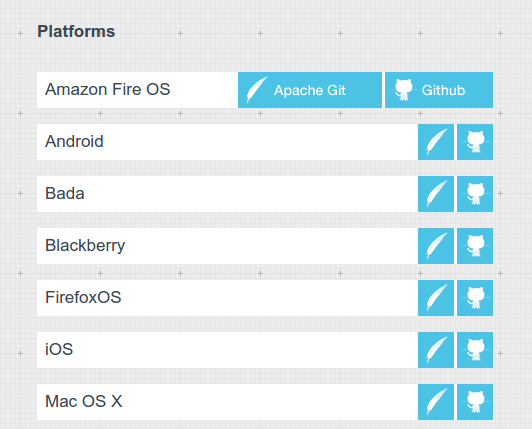 Platforms
Amazon Fire OS Apache Git Github
Android
Bada
Blackberry
FirefoxOS
iOS
Mac OS X